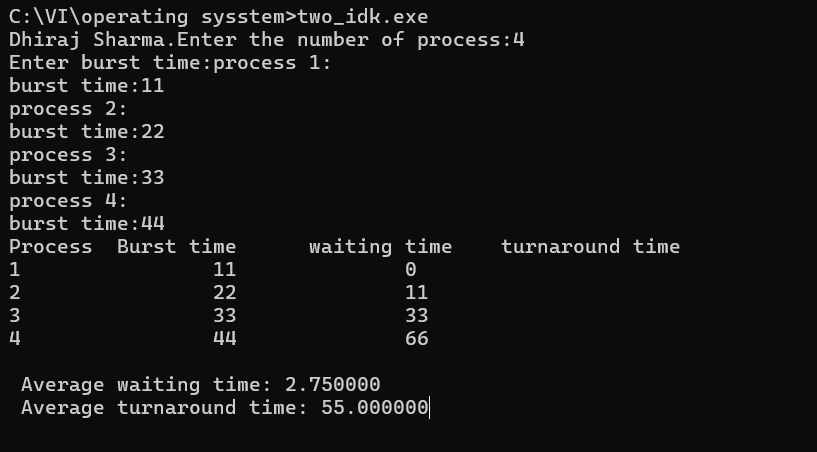 C:\VI\operating sysstem>two_idk.exe
Dhiraj Sharma.Enter the number of process:4
Enter burst time:process 1:
burst time:11
process 2:
burst time:22
process 3:
burst time:33
process 4:
burst time:44
Process  Burst time      waiting time    turnaround time
1                11              0
2                22              11
3                33              33
4                44              66
Average waiting time: 2.750000
Average turnaround time: 55.000000